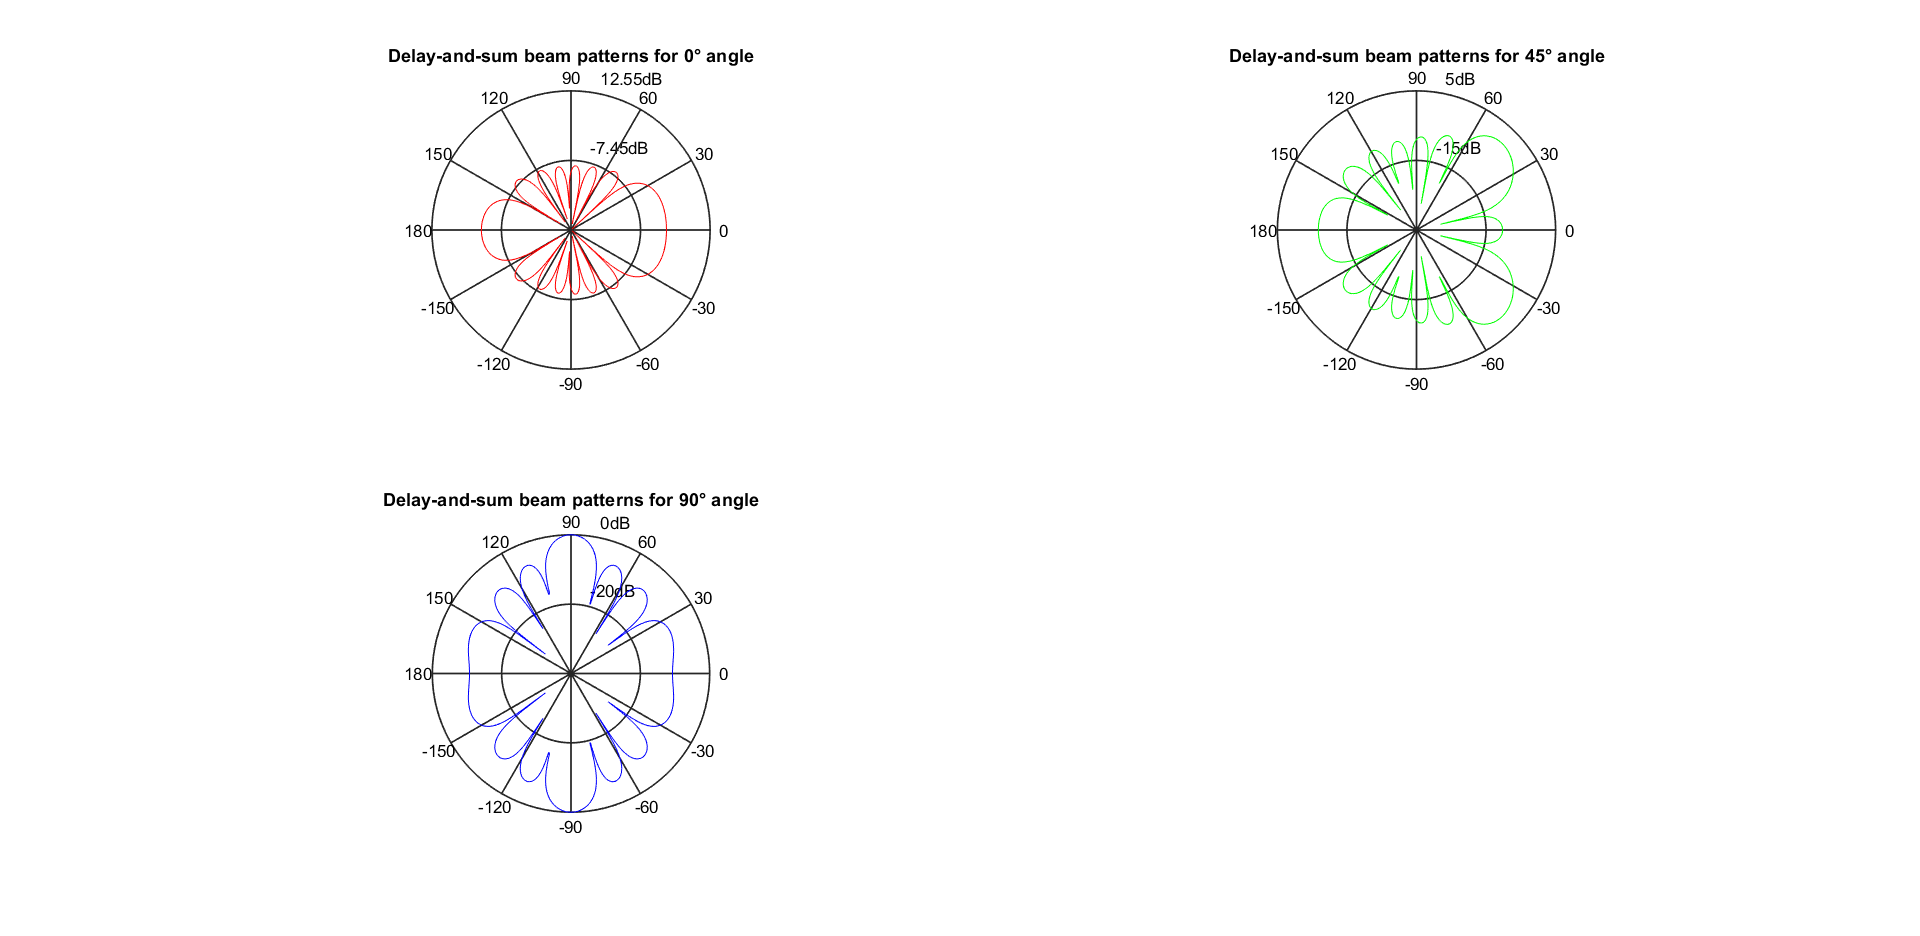 Delay-and-sum beam patterns for 0° angle
90 12.55dB
120 60
-7.45dB
150 30
180 0
-150 -30
-120 -60
-90
Delay-and-sum beam patterns for 45° angle
90 5dB
120 60
-15dB
150 30
180 0
-150 -30
-120 -60
-90
Delay-and-sum beam patterns for 90° angle
90 0dB
120 60
-20dB
150 30
180 0
-150 -30
-120 -60
-90